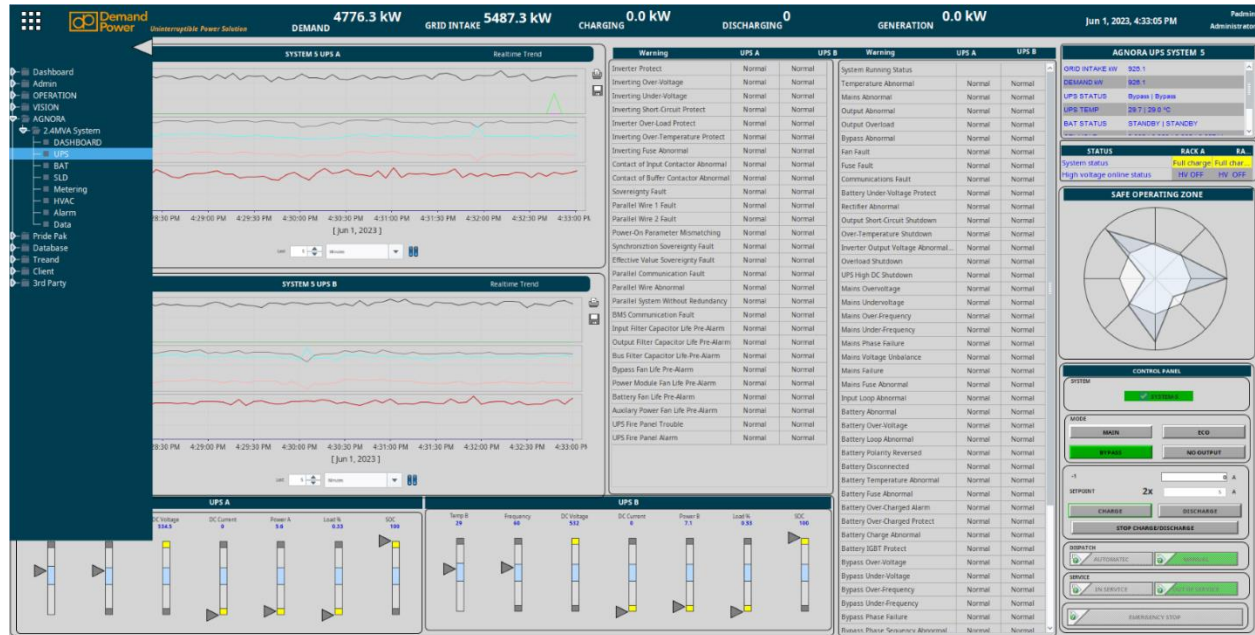 Demand Power
Uninterruptible Power Solution
DEMAND 4776.3 kW
GRID INTAKE 5487.3 kW
CHARGING 0.0 kW
DISCHARGING 0
GENERATION 0.0 kW
Jun 1, 2023, 4:33:05 PM
Padmin
Administrator
Dashboard
Admin
OPERATION
VISION
AGNORA
2.4MVA System
DASHBOARD
UPS
BAT
SLD
Metering
HVAC
Alarm
Data
Pride Pak
Database
Treand
Client
3rd Party
SYSTEM 5 UPS A Realtime Trend
4:29:00 PM 4:29:30 PM 4:30:00 PM 4:30:30 PM 4:31:00 PM 4:31:30 PM 4:32:00 PM 4:32:30 PM 4:33:00 PM
[ Jun 1, 2023 ]
Last 5 Minutes
SYSTEM 5 UPS B Realtime Trend
4:29:00 PM 4:29:30 PM 4:30:00 PM 4:30:30 PM 4:31:00 PM 4:31:30 PM 4:32:00 PM 4:32:30 PM 4:33:00 PM
[ Jun 1, 2023 ]
Last 5 Minutes
Warning UPS A UPS B
Inverter Protect Normal Normal
Inverting Over-Voltage Normal Normal
Inverting Under-Voltage Normal Normal
Inverting Short-Circuit Protect Normal Normal
Inverter Over-Load Protect Normal Normal
Inverting Over-Temperature Protect Normal Normal
Inverting Fuse Abnormal Normal Normal
Contact of Input Contactor Abnormal Normal Normal
Contact of Buffer Contactor Abnormal Normal Normal
Sovereignty Fault Normal Normal
Parallel Wire 1 Fault Normal Normal
Parallel Wire 2 Fault Normal Normal
Power-On Parameter Mismatching Normal Normal
Synchroniztion Sovereignty Fault Normal Normal
Effective Value Sovereignty Fault Normal Normal
Parallel Communication Fault Normal Normal
Parallel Wire Abnormal Normal Normal
Parallel System Without Redundancy Normal Normal
BMS Communication Fault Normal Normal
Input Filter Capacitor Life Pre-Alarm Normal Normal
Output Filter Capacitor Life Pre-Alarm Normal Normal
Bus Filter Capacitor Life-Pre-Alarm Normal Normal
Bypass Fan Life Pre-Alarm Normal Normal
Power Module Fan Life Pre-Alarm Normal Normal
Battery Fan Life Pre-Alarm Normal Normal
Auxilary Power Fan Life Pre-Alarm Normal Normal
UPS Fire Panel Trouble Normal Normal
UPS Fire Panel Alarm Normal Normal
Warning UPS A UPS B
System Running Status
Temperature Abnormal Normal Normal
Mains Abnormal Normal Normal
Output Abnormal Normal Normal
Output Overload Normal Normal
Bypass Abnormal Normal Normal
Fan Fault Normal Normal
Fuse Fault Normal Normal
Communications Fault Normal Normal
Battery Under-Voltage Protect Normal Normal
Rectifier Abnormal Normal Normal
Output Short-Circuit Shutdown Normal Normal
Over-Temperature Shutdown Normal Normal
Inverter Output Voltage Abnormal... Normal Normal
Overload Shutdown Normal Normal
UPS High DC Shutdown Normal Normal
Mains Overvoltage Normal Normal
Mains Undervoltage Normal Normal
Mains Over-Frequency Normal Normal
Mains Under-Frequency Normal Normal
Mains Phase Failure Normal Normal
Mains Voltage Unbalance Normal Normal
Mains Failure Normal Normal
Mains Fuse Abnormal Normal Normal
Input Loop Abnormal Normal Normal
Battery Abnormal Normal Normal
Battery Over-Voltage Normal Normal
Battery Loop Abnormal Normal Normal
Battery Polarity Reversed Normal Normal
Battery Disconnected Normal Normal
Battery Temperature Abnormal Normal Normal
Battery Fuse Abnormal Normal Normal
Battery Over-Charged Alarm Normal Normal
Battery Over-Charged Protect Normal Normal
Battery Charge Abnormal Normal Normal
Battery IGBT Protect Normal Normal
Bypass Over-Voltage Normal Normal
Bypass Under-Voltage Normal Normal
Bypass Over-Frequency Normal Normal
Bypass Under-Frequency Normal Normal
Bypass Phase Failure Normal Normal
Bypass Phase Sequency Abnormal Normal Normal
AGNORA UPS SYSTEM 5
GRID INTAKE kW 926.1
DEMAND kW 926.1
UPS STATUS Bypass | Bypass
UPS TEMP 29.7 | 29.0 °C
BAT STATUS STANDBY | STANDBY
STATUS RACK A RA...
System status Full charge Full char...
High voltage online status HV OFF HV OFF
SAFE OPERATING ZONE
CONTROL PANEL
SYSTEM
SYSTEM 5
MODE
MAIN ECO
BYPASS NO OUTPUT
-1 0 A
SETPOINT 2x 5 A
CHARGE DISCHARGE
STOP CHARGE/DISCHARGE
DISPATCH
AUTOMATIC MANUAL
SERVICE
IN SERVICE OUT OF SERVICE
EMERGENCY STOP
UPS A
DC Voltage DC Current Power A Load % SOC
534.5 0 3.8 0.33 100
UPS B
Temp B Frequency DC Voltage DC Current Power B Load % SOC
29 60 532 0 7.1 0.83 100